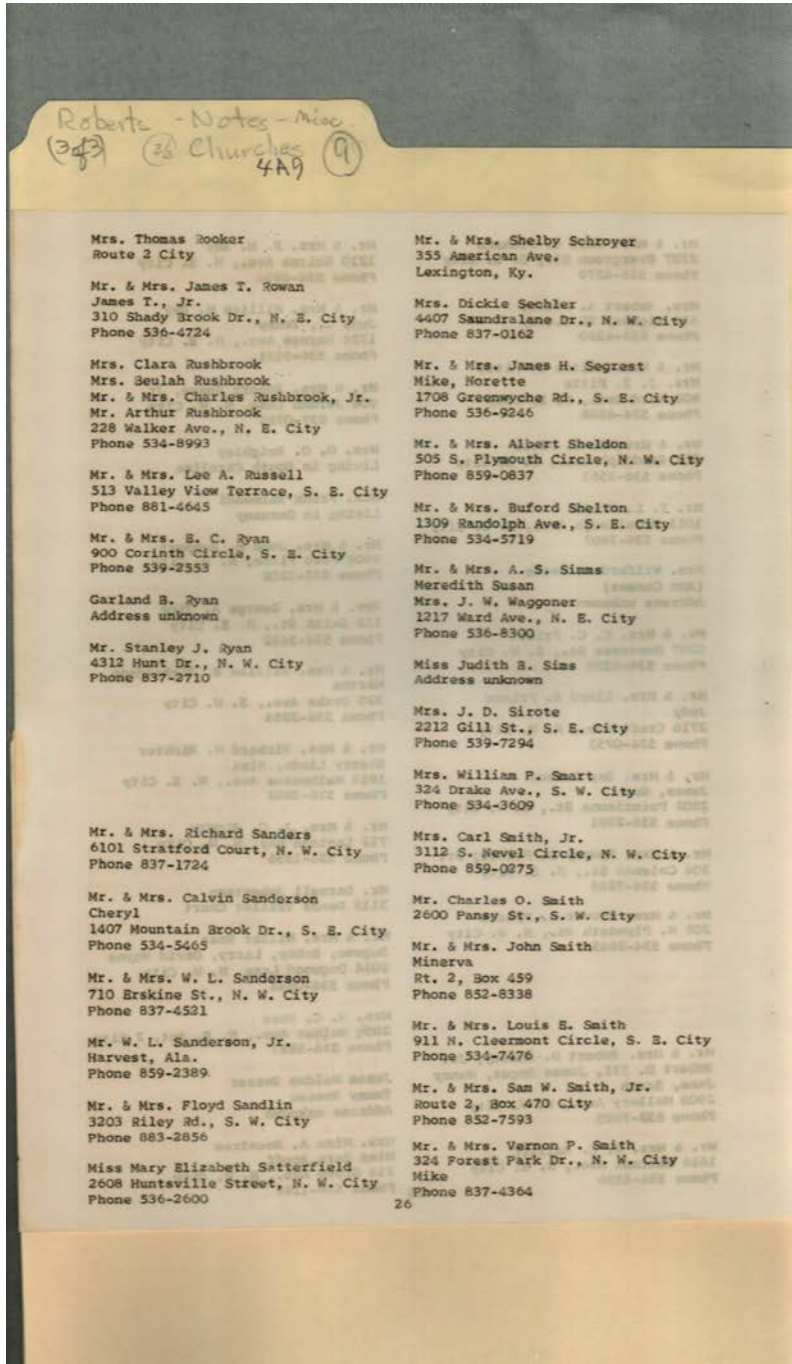 Roberts - Notes - Misc
(3 of 3) Churches 9
4A9
Mrs. Thomas Rooker
Route 2 City
Mr. & Mrs. James T. Rowan
James T., Jr.
310 Shady Brook Dr., N. E. City
Phone 536-4724
Mrs. Clara Rushbrook
Mrs. Beulah Rushbrook
Mr. & Mrs. Charles Rushbrook, Jr.
Mr. Arthur Rushbrook
228 Walker Ave., N. E. City
Phone 534-8993
Mr. & Mrs. Lee A. Russell
513 Valley View Terrace, S. E. City
Phone 881-4645
Mr. & Mrs. E. C. Ryan
900 Corinth Circle, S. E. City
Phone 539-2553
Garland B. Ryan
Address unknown
Mr. Stanley J. Ryan
4312 Hunt Dr., N. W. City
Phone 837-2710
Mr. & Mrs. Richard Sanders
6101 Stratford Court, N. W. City
Phone 837-1724
Mr. & Mrs. Calvin Sanderson
Cheryl
1407 Mountain Brook Dr., S. E. City
Phone 534-5465
Mr. & Mrs. W. L. Sanderson
710 Erskine St., N. W. City
Phone 837-4521
Mr. W. L. Sanderson, Jr.
Harvest, Ala.
Phone 859-2389
Mr. & Mrs. Floyd Sandlin
3203 Riley Rd., S. W. City
Phone 883-2856
Miss Mary Elizabeth Satterfield
2608 Huntsville Street, N. W. City
Phone 536-2600
Mr. & Mrs. Shelby Schroyer
355 American Ave.
Lexington, Ky.
Mrs. Dickie Sechler
4407 Saundralane Dr., N. W. City
Phone 837-0162
Mr. & Mrs. James H. Segrest
Mike, Norette
1708 Greenwyche Rd., S. E. City
Phone 536-9246
Mr. & Mrs. Albert Sheldon
505 S. Plymouth Circle, N. W. City
Phone 859-0837
Mr. & Mrs. Buford Shelton
1309 Randolph Ave., S. E. City
Phone 534-5719
Mr. & Mrs. A. S. Simms
Meredith Susan
Mrs. J. W. Waggoner
1217 Ward Ave., N. E. City
Phone 536-8300
Miss Judith B. Sims
Address unknown
Mrs. J. D. Sirote
2212 Gill St., S. E. City
Phone 539-7294
Mrs. William P. Smart
324 Drake Ave., S. W. City
Phone 534-3609
Mrs. Carl Smith, Jr.
3112 S. Nevel Circle, N. W. City
Phone 859-0275
Mr. Charles O. Smith
2600 Pansy St., S. W. City
Mr. & Mrs. John Smith
Minerva
Rt. 2, Box 459
Phone 852-8338
Mr. & Mrs. Louis E. Smith
911 N. Cleermont Circle, S. E. City
Phone 534-7476
Mr. & Mrs. Sam W. Smith, Jr.
Route 2, Box 470 City
Phone 852-7593
Mr. & Mrs. Vernon P. Smith
324 Forest Park Dr., N. W. City
Mike
Phone 837-4364
26